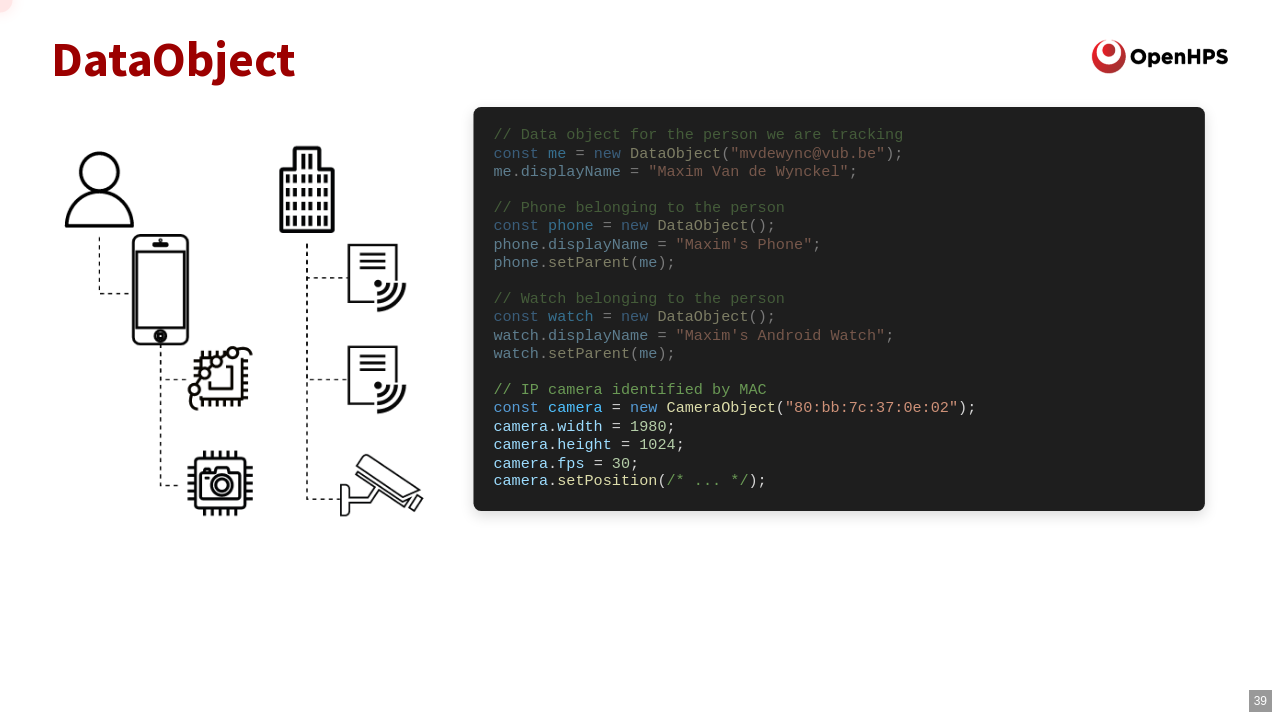 DataObject
OpenHPS
// Data object for the person we are tracking
const me = new DataObject("mvdewync@vub.be");
me.displayName = "Maxim Van de Wynckel";
// Phone belonging to the person
const phone = new DataObject();
phone.displayName = "Maxim's Phone";
phone.setParent(me);
// Watch belonging to the person
const watch = new DataObject();
watch.displayName = "Maxim's Android Watch";
watch.setParent(me);
// IP camera identified by MAC
const camera = new CameraObject("80:bb:7c:37:0e:02");
camera.width = 1980;
camera.height = 1024;
camera.fps = 30;
camera.setPosition(/* ... */);
39